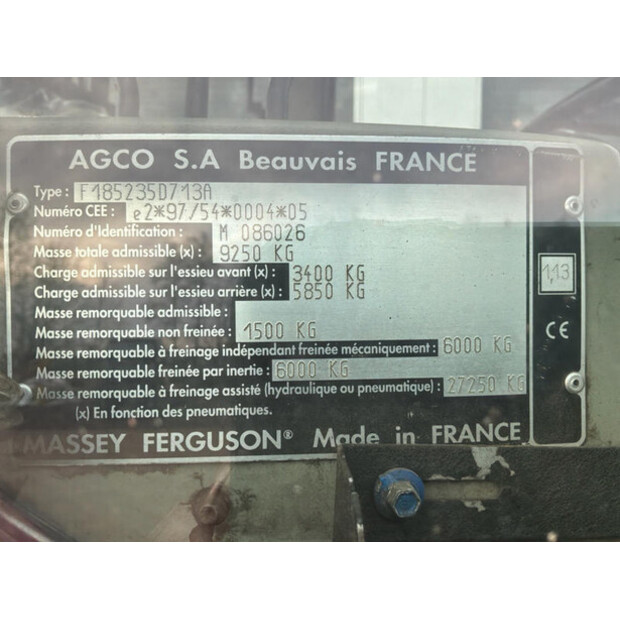 AGCO S.A Beauvais FRANCE
Type : F185235D713A
Numéro CEE : e2*97/54*0004*05
Numéro d'Identification : M 086026
Masse totale admissible (x) : 9250 KG
Charge admissible sur l'essieu avant (x) : 3400 KG
Charge admissible sur l'essieu arrière (x) : 5850 KG
1,13
Masse remorquable admissible :
Masse remorquable non freinée : 1500 KG
CE
Masse remorquable à freinage indépendant freinée mécaniquement : 6000 KG
Masse remorquable freinée par inertie : 6000 KG
Masse remorquable à freinage assisté (hydraulique ou pneumatique) : 27250 KG
(x) En fonction des pneumatiques.
MASSEY FERGUSON® Made in FRANCE